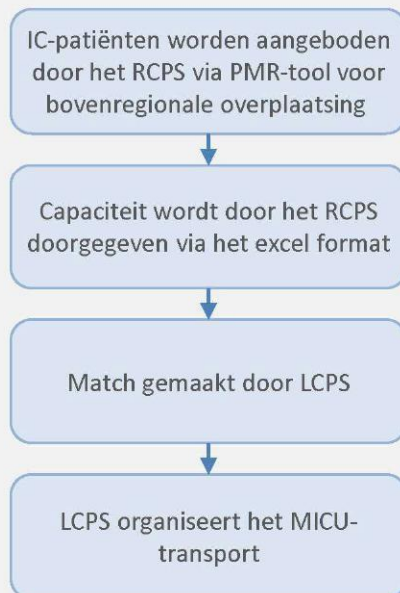 IC-patiënten worden aangeboden
door het RCPS via PMR-tool voor
bovenregionale overplaatsing
Capaciteit wordt door het RCPS
doorgegeven via het excel format
Match gemaakt door LCPS
LCPS organiseert het MICU-
transport